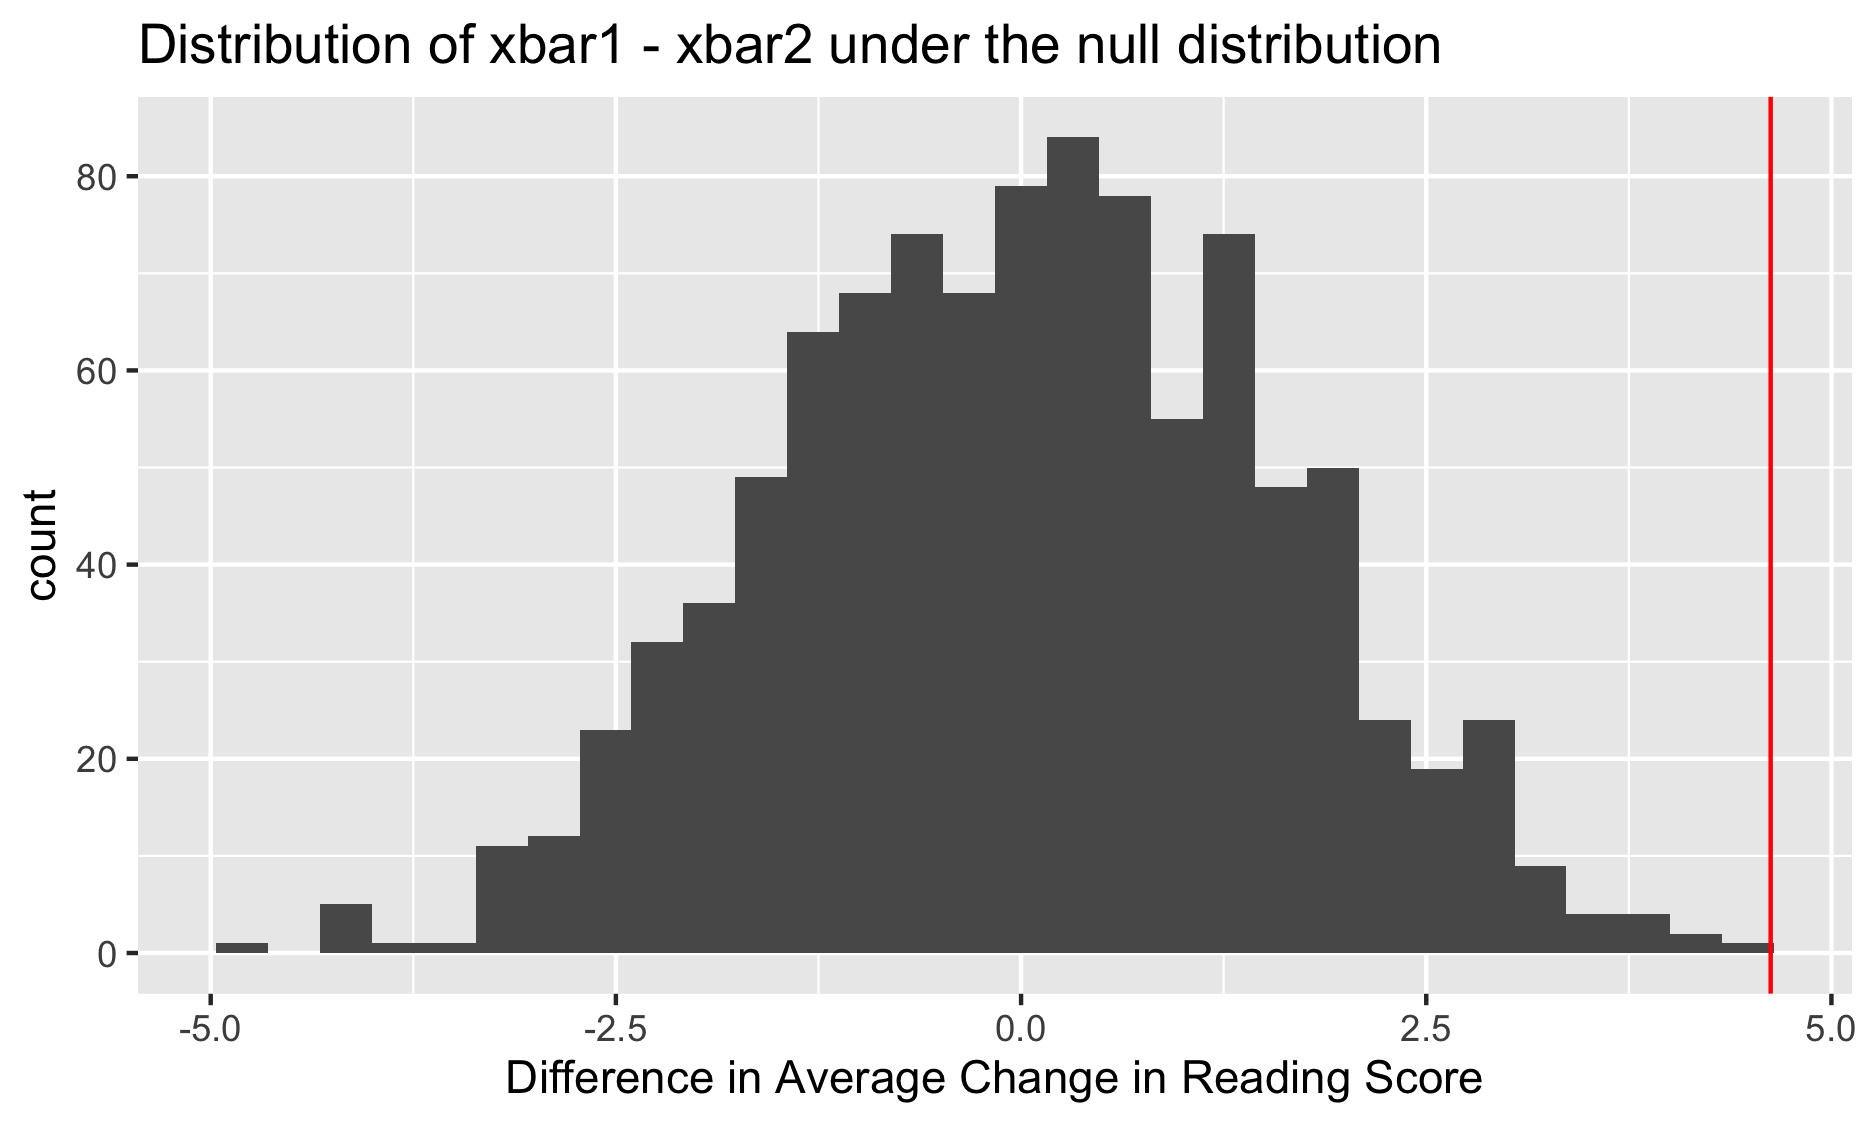 Distribution of xbar1 - xbar2 under the null distribution
80
60
40
20
0
count
-5.0 -2.5 0.0 2.5 5.0
Difference in Average Change in Reading Score